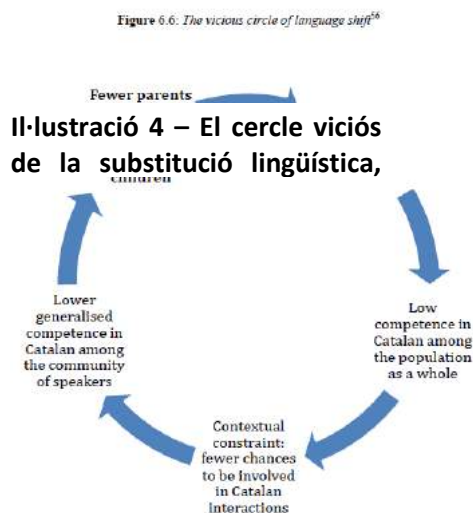 Figure 6.6: The vicious circle of language shift56
Fewer parents
Il·lustració 4 – El cercle viciós
de la substitució lingüística,
children
Low
competence in
Catalan among
the population
as a whole
Contextual
constraint:
fewer chances
to be involved
in Catalan
interactions
Lower
generalised
competence in
Catalan among
the community
of speakers